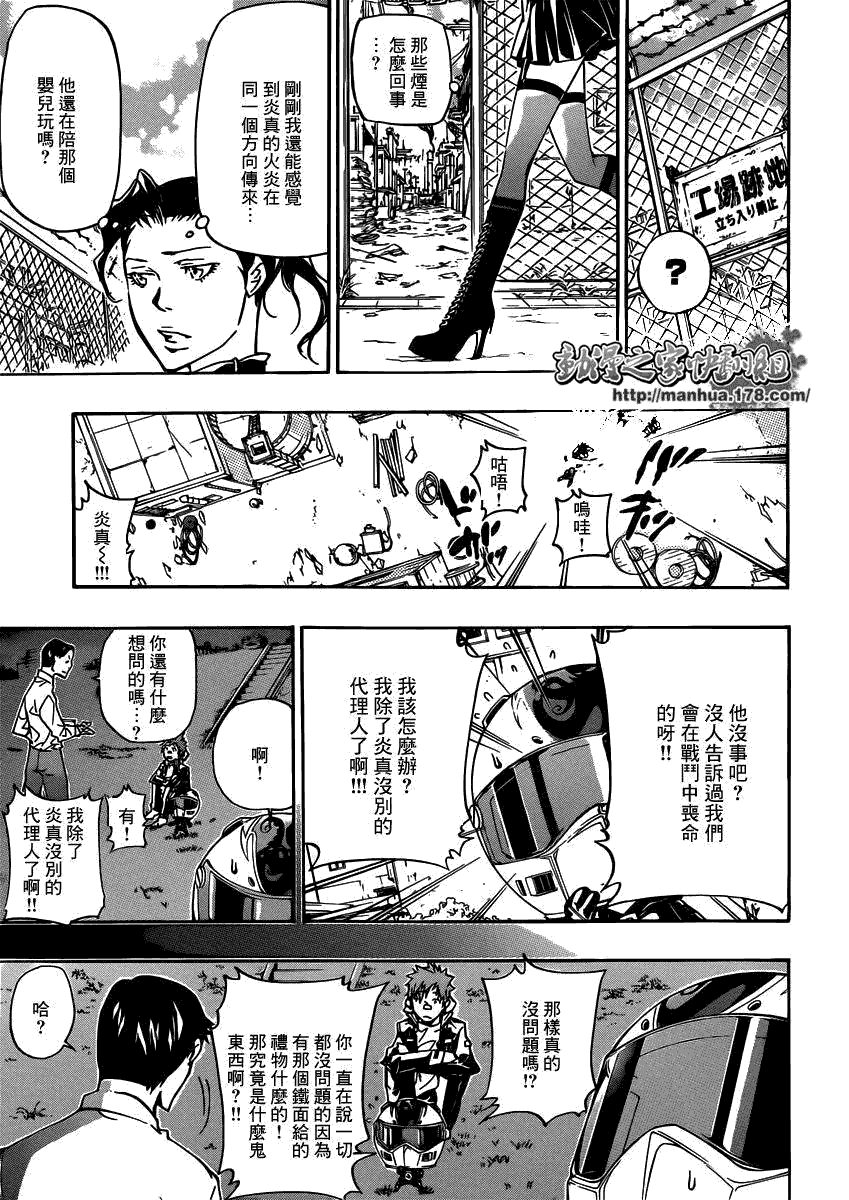 工場跡地
立ち入り禁止
?
那些煙是
怎麼回事
…?
剛剛我還能感覺
到炎真的火炎在
同一個方向傳來…
他還在陪那個
嬰兒玩嗎?
動漫之家
http://manhua.178.com/
嗚哇!
咕唔!
炎真~!!!
他沒事吧?
沒人告訴過我們
會在戰鬥中喪命
的呀!!
我該怎麼辦?
我除了炎真沒別的
代理人了!!!
啊!
你還有什麼
想問的嗎…?
有!
我除了
炎真沒別的
代理人了啊!!
那樣真的
沒問題嗎!?
你一直在說一切
都沒問題的因為
有那個鐵面給的
禮物什麼的!
那究竟是什麼鬼
東西啊?!!
哈?